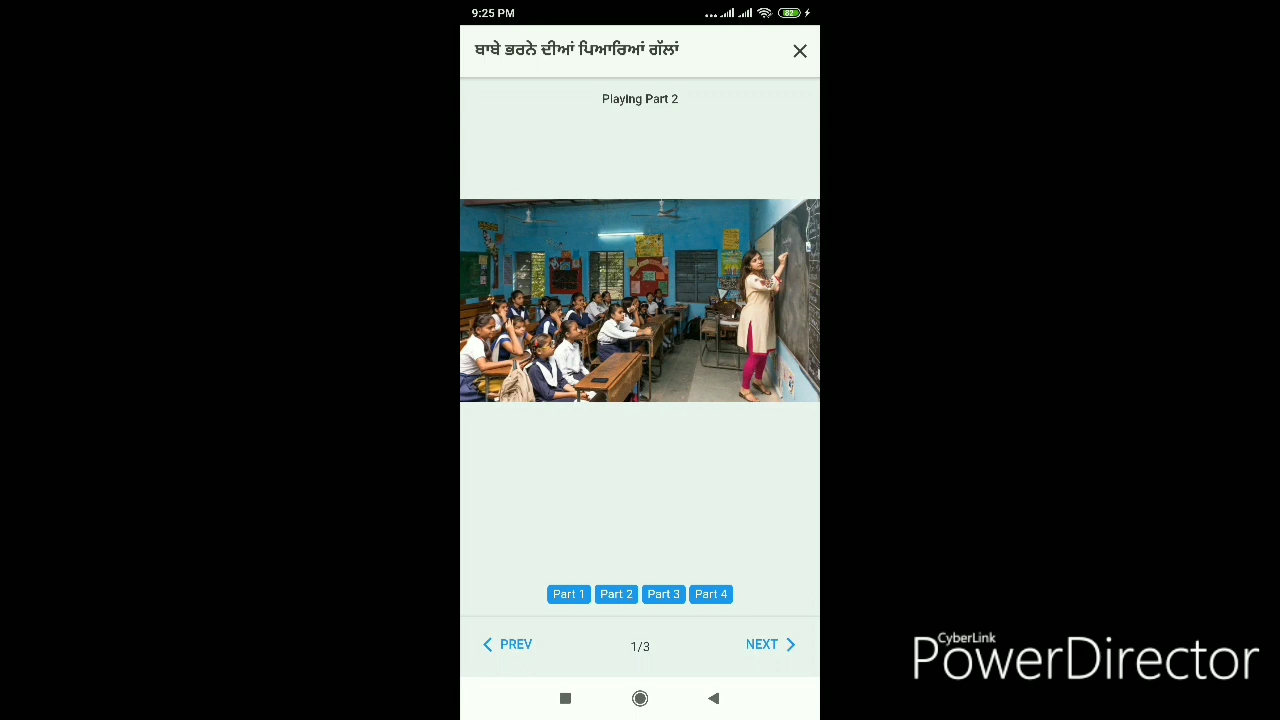 9:25 PM
82
ਬਾਬੇ ਭਰਨੇ ਦੀਆਂ ਪਿਆਰਿਆਂ ਗੱਲਾਂ
Playing Part 2
Part 1 Part 2 Part 3 Part 4
PREV 1/3 NEXT
CyberLink
PowerDirector